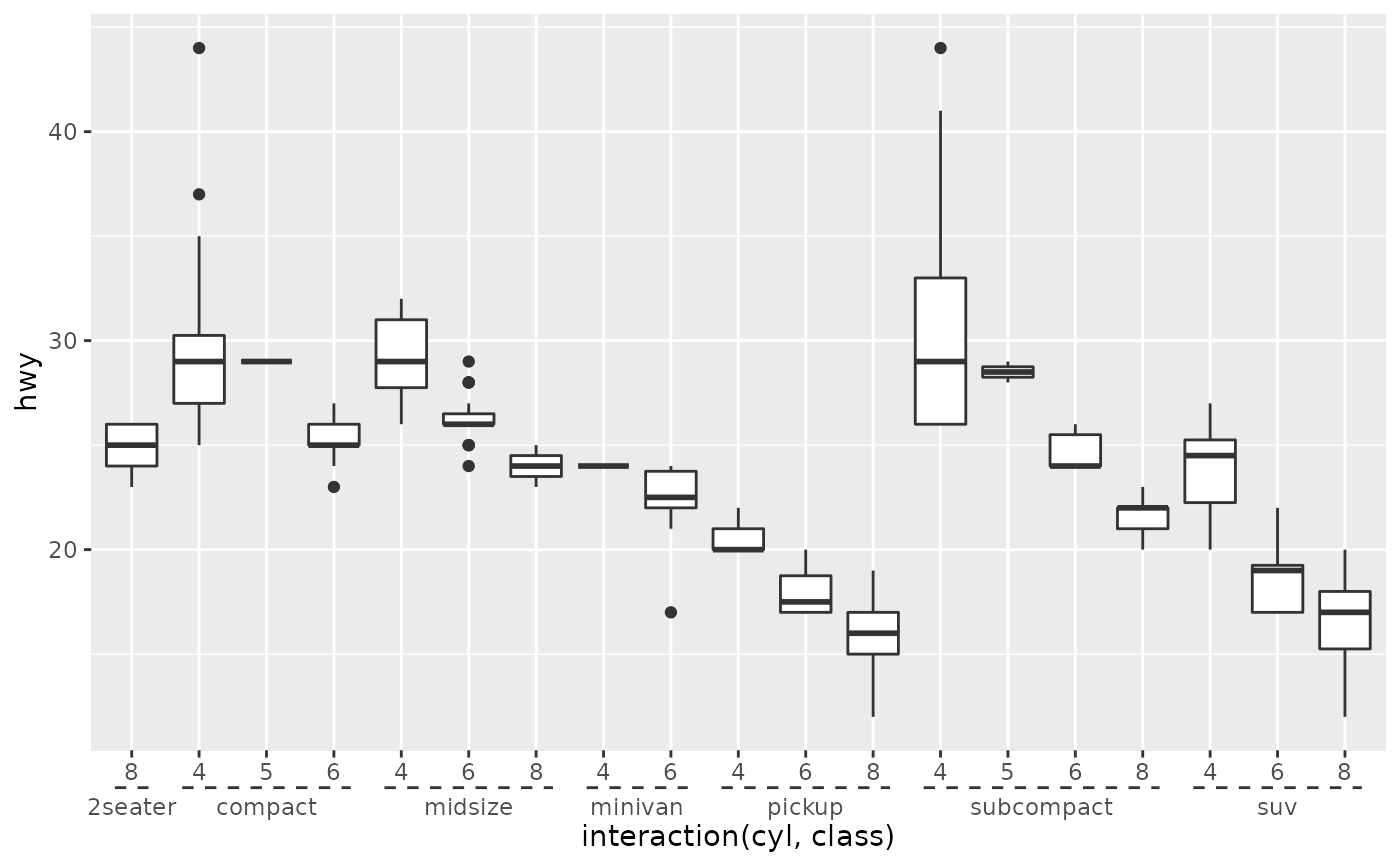 hwy
40
30
20
8 4 5 6 4 6 8 4 6 4 6 8 4 5 6 8 4 6 8
2seater compact midsize minivan pickup subcompact suv
interaction(cyl, class)